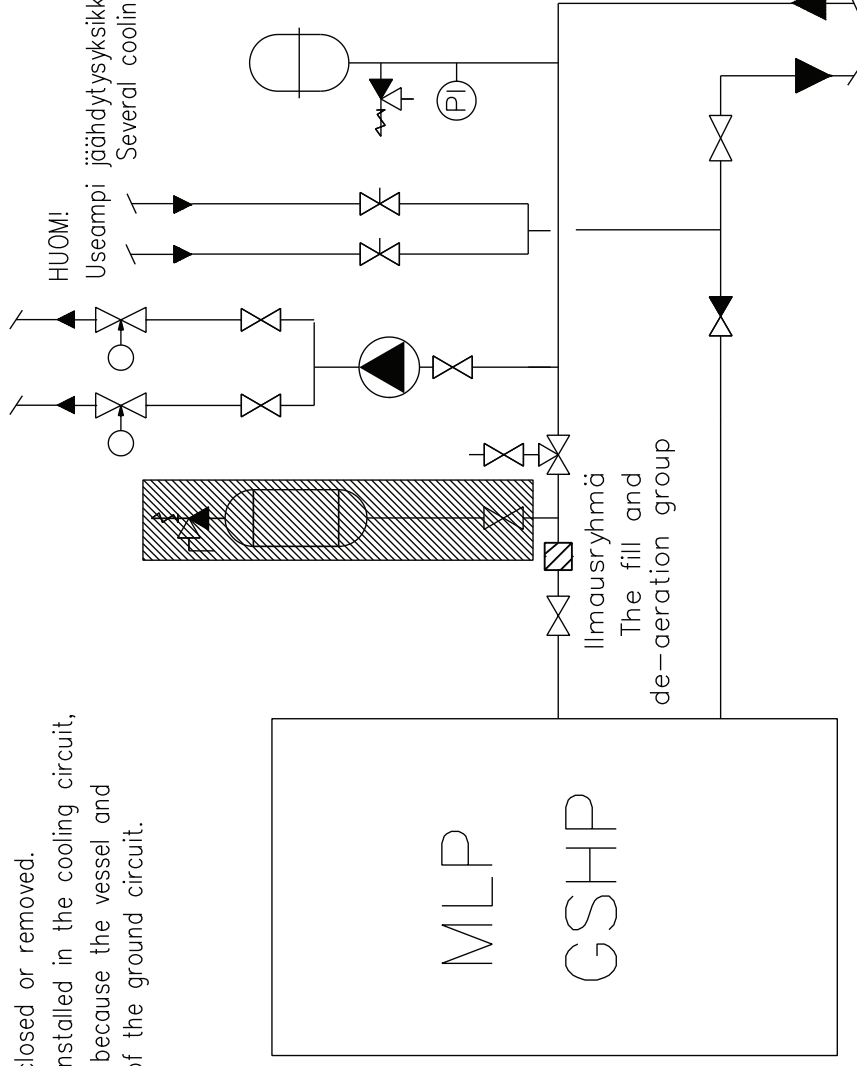 closed or removed.
nstalled in the cooling circuit,
because the vessel and
of the ground circuit.
HUOM!
Useampi jäähdytysyksikk
Several coolin
PI
Ilmausryhmä
The fill and
de-aeration group
MLP
GSHP